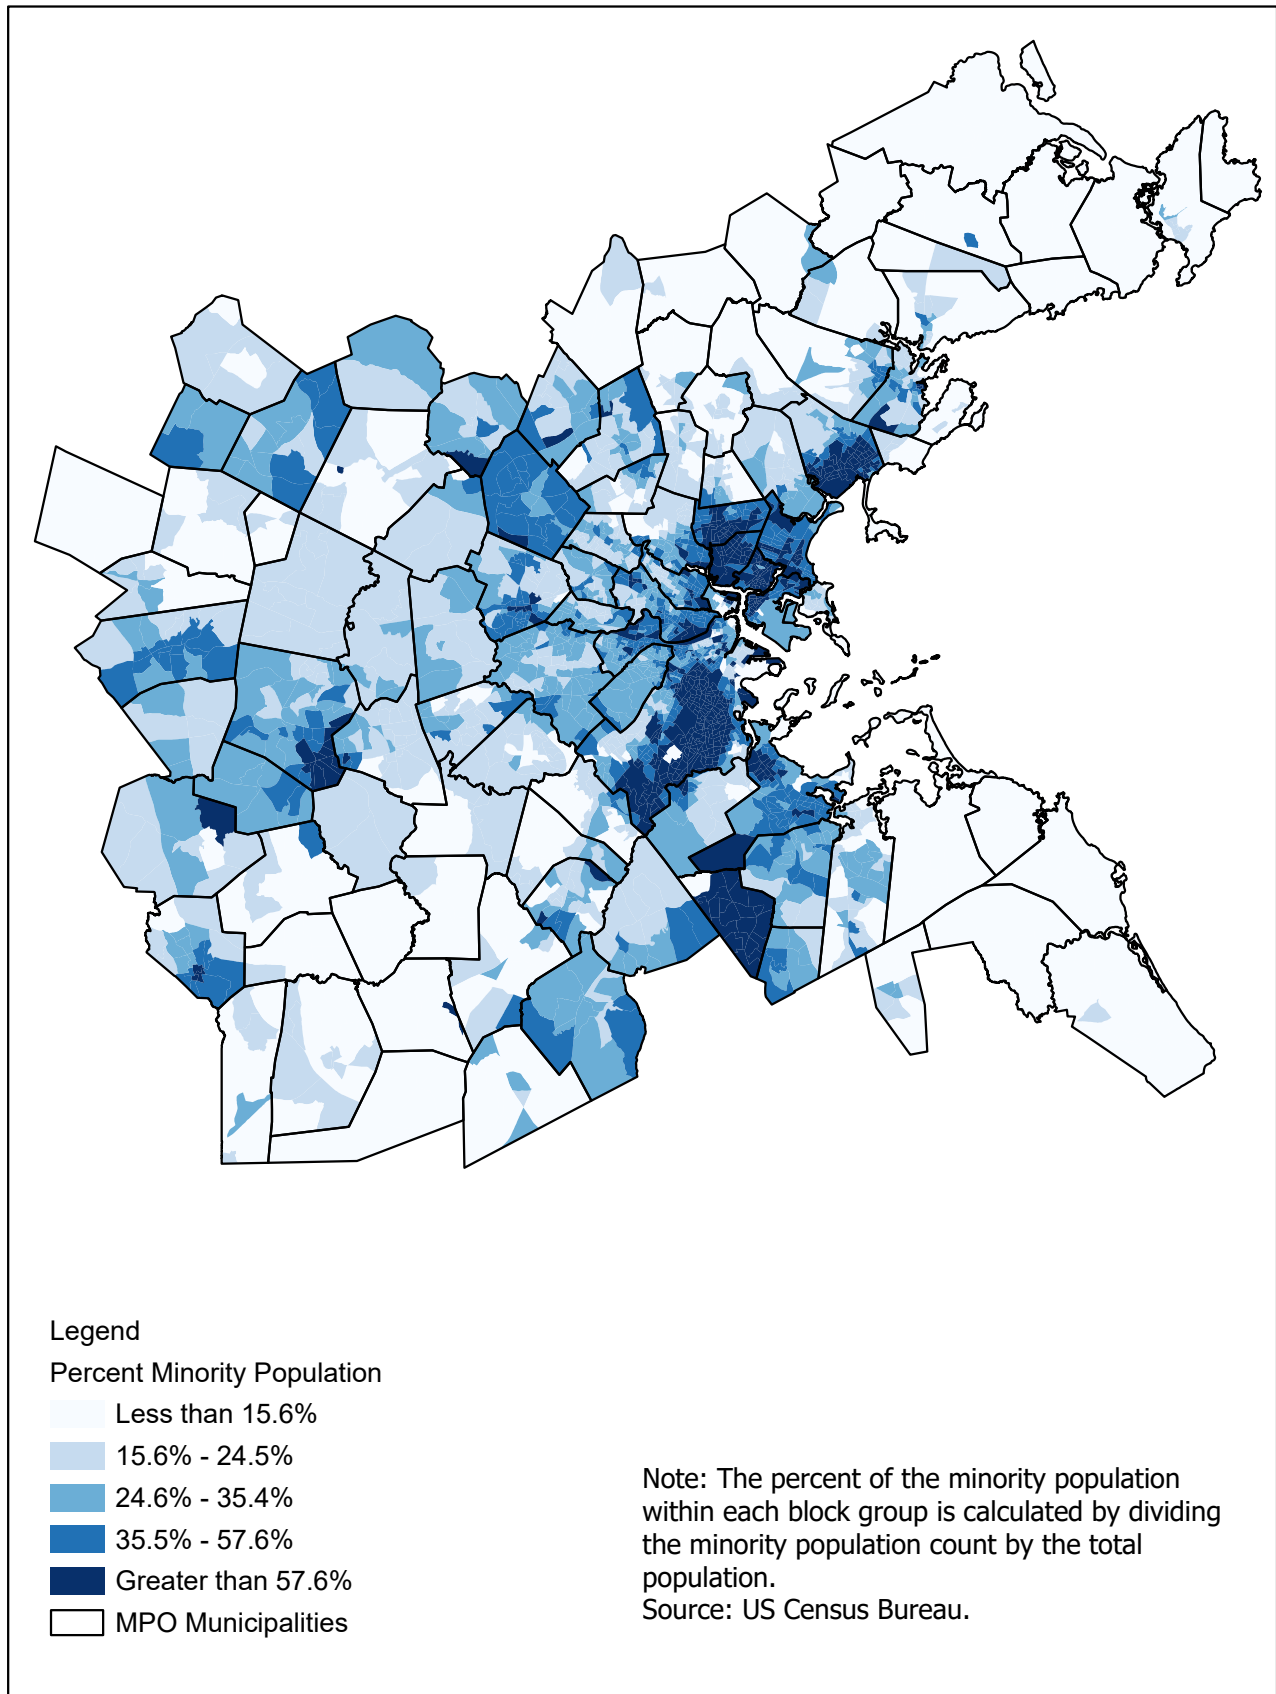 Legend
Percent Minority Population
Less than 15.6%
15.6% - 24.5%
24.6% - 35.4%
35.5% - 57.6%
Greater than 57.6%
MPO Municipalities
Note: The percent of the minority population
within each block group is calculated by dividing
the minority population count by the total
population.
Source: US Census Bureau.